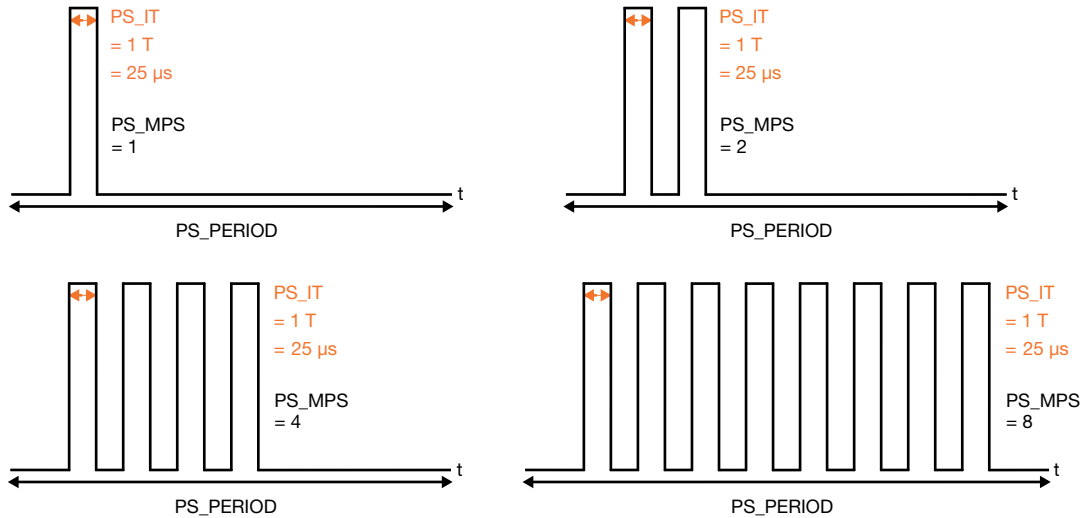 PS_IT
= 1 T
= 25 µs
PS_MPS
= 1
t
PS_PERIOD
PS_IT
= 1 T
= 25 µs
PS_MPS
= 2
t
PS_PERIOD
PS_IT
= 1 T
= 25 µs
PS_MPS
= 4
t
PS_PERIOD
PS_IT
= 1 T
= 25 µs
PS_MPS
= 8
t
PS_PERIOD